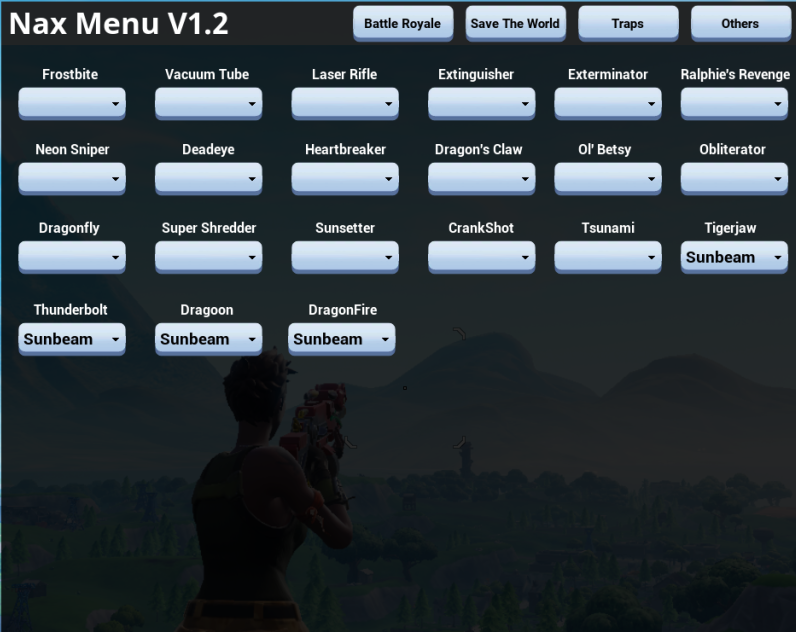 Nax Menu V1.2
Battle Royale Save The World Traps Others
Frostbite Vacuum Tube Laser Rifle Extinguisher Exterminator Ralphie's Revenge
Neon Sniper Deadeye Heartbreaker Dragon's Claw Ol' Betsy Obliterator
Dragonfly Super Shredder Sunsetter CrankShot Tsunami Tigerjaw
Sunbeam
Thunderbolt Dragoon DragonFire
Sunbeam Sunbeam Sunbeam